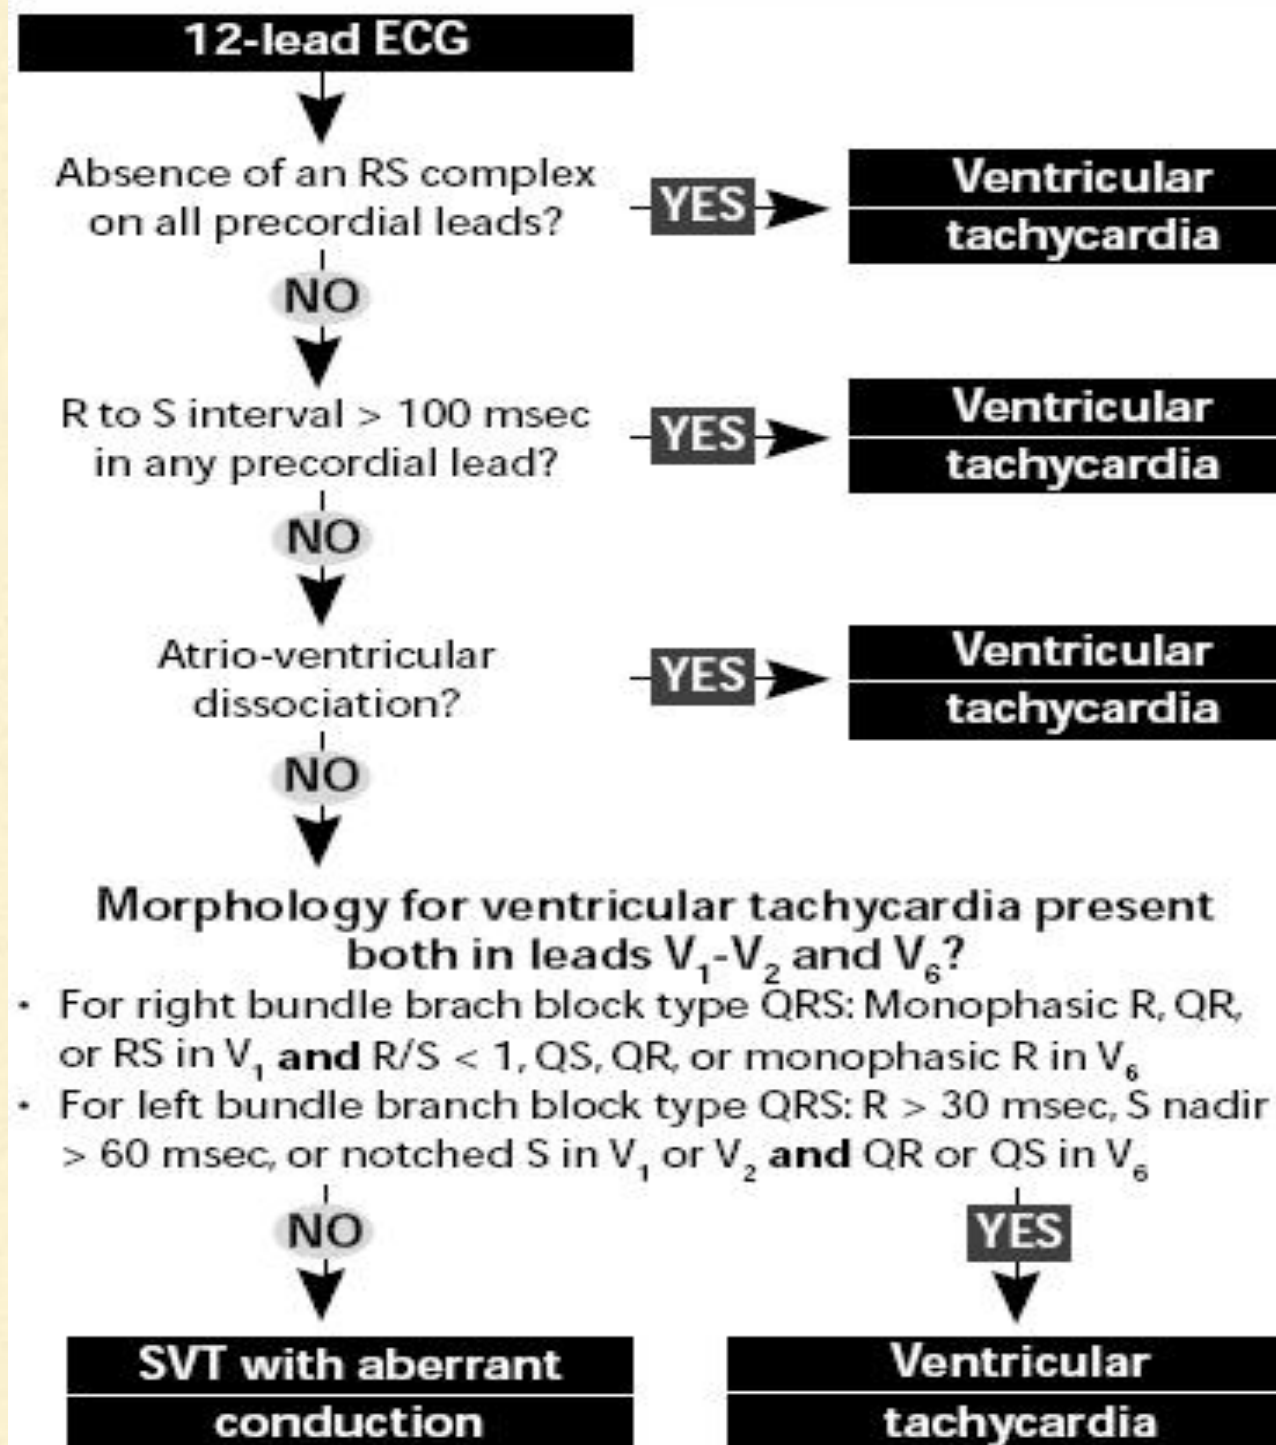 12-lead ECG
Absence of an RS complex
on all precordial leads?
YES
Ventricular
tachycardia
NO
R to S interval > 100 msec
in any precordial lead?
YES
Ventricular
tachycardia
NO
Atrio-ventricular
dissociation?
YES
Ventricular
tachycardia
NO
Morphology for ventricular tachycardia present
both in leads V₁-V₂ and V₆?
• For right bundle brach block type QRS: Monophasic R, QR,
or RS in V₁ and R/S < 1, QS, QR, or monophasic R in V₆
• For left bundle branch block type QRS: R > 30 msec, S nadir
> 60 msec, or notched S in V₁ or V₂ and QR or QS in V₆
NO
YES
SVT with aberrant
conduction
Ventricular
tachycardia